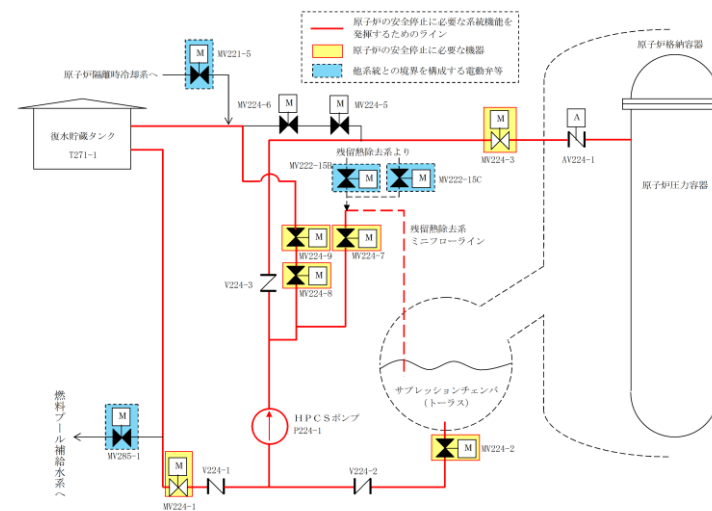 原子炉の安全停止に必要な系統機能を
発揮するためのライン
原子炉の安全停止に必要な機器
他系統との境界を構成する電動弁等
原子炉格納容器
M
MV221-5
原子炉隔離時冷却系へ
MV224-6
M
MV224-5
M
復水貯蔵タンク
T271-1
残留熱除去系より
MV222-15B
M
M
MV222-15C
M
MV224-3
A
AV224-1
原子炉圧力容器
残留熱除去系
ミニフローライン
M
MV224-9
M
MV224-7
M
MV224-8
V224-3
サプレッションチェンバ
(トーラス)
HPCSポンプ
P224-1
燃料プール補給水系へ
M
MV285-1
M
MV224-1
V224-1
V224-2
M
MV224-2